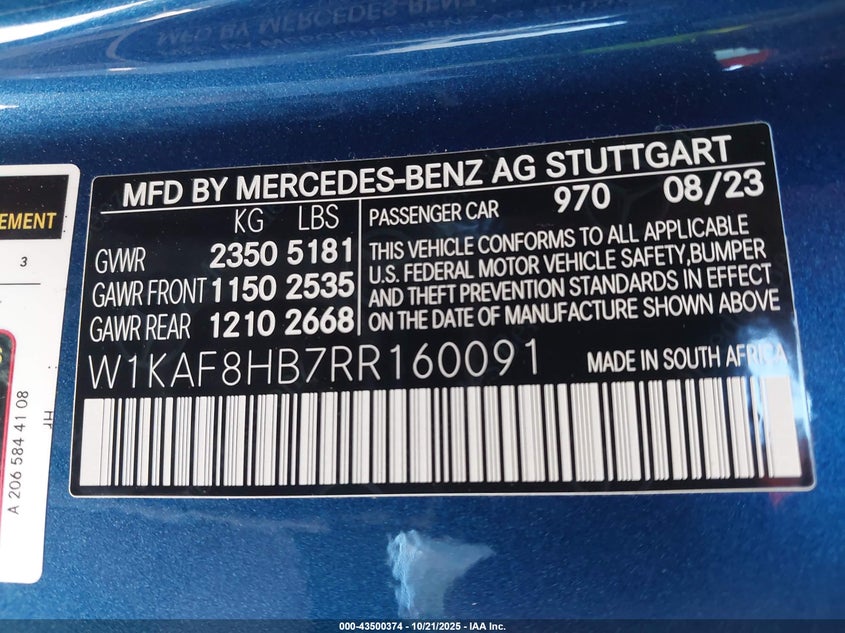 MFD BY MERCEDES-BENZ AG STUTTGART
KG LBS
GVWR 2350 5181
GAWR FRONT 1150 2535
GAWR REAR 1210 2668
PASSENGER CAR 970 08/23
THIS VEHICLE CONFORMS TO ALL APPLICABLE
U.S. FEDERAL MOTOR VEHICLE SAFETY,BUMPER
AND THEFT PREVENTION STANDARDS IN EFFECT
ON THE DATE OF MANUFACTURE SHOWN ABOVE
W1KAF8HB7RR160091 MADE IN SOUTH AFRICA
EMENT
3
A 206 584 41 08
000-43500374 - 10/21/2025 - IAA Inc.